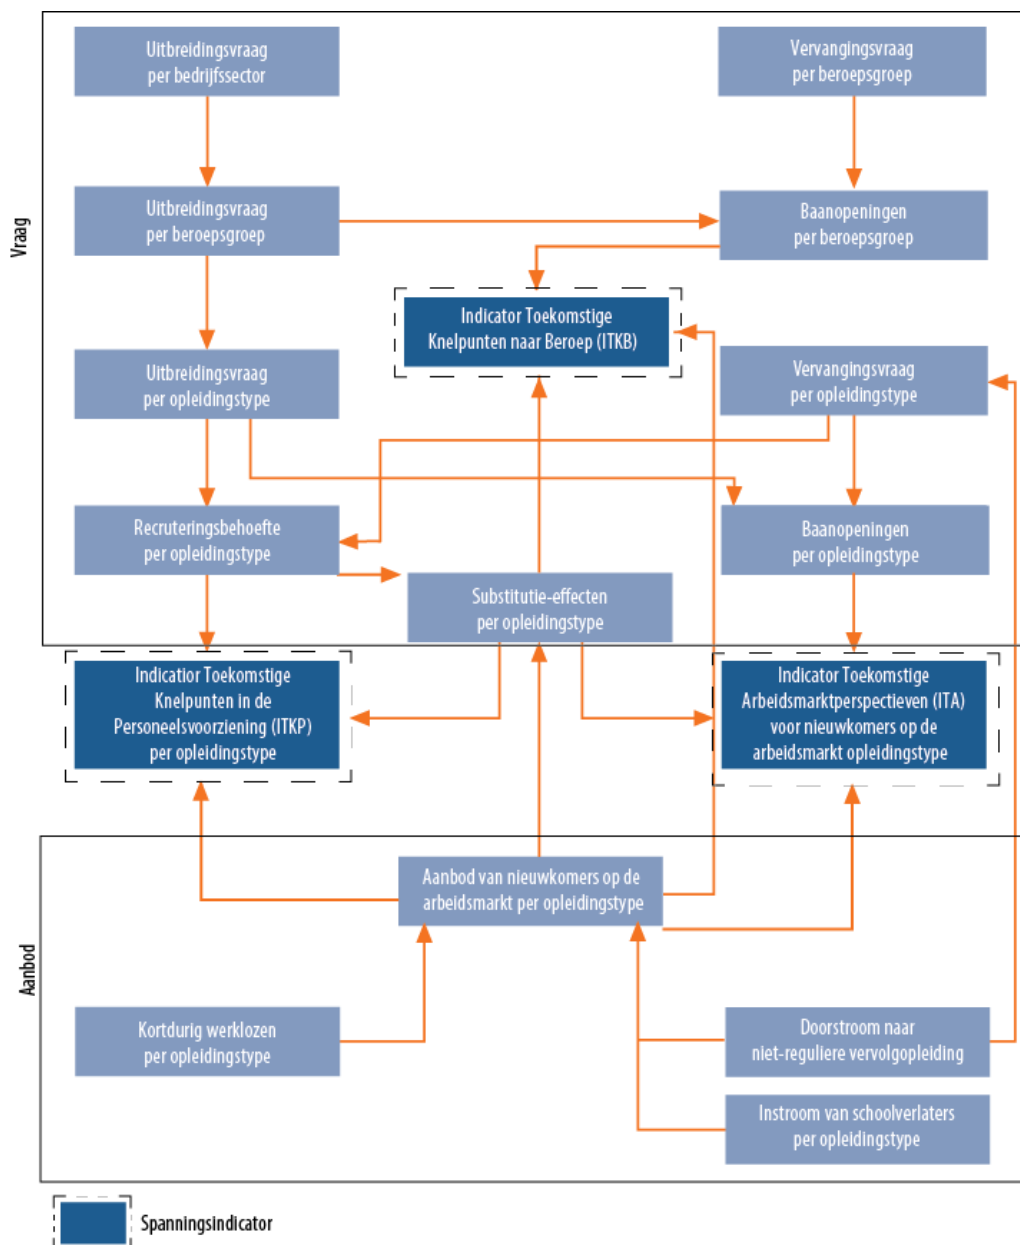 Uitbreidingsvraag
per bedrijfssector
Vervangingsvraag
per beroepsgroep
Vraag
Uitbreidingsvraag
per beroepsgroep
Baanopeningen
per beroepsgroep
Indicator Toekomstige
Knelpunten naar Beroep (ITKB)
Uitbreidingsvraag
per opleidingstype
Vervangingsvraag
per opleidingstype
Recruteringsbehoefte
per opleidingstype
Baanopeningen
per opleidingstype
Substitutie-effecten
per opleidingstype
Indicatior Toekomstige
Knelpunten in de
Personeelsvoorziening (ITKP)
per opleidingstype
Indicator Toekomstige
Arbeidsmarktperspectieven (ITA)
voor nieuwkomers op de
arbeidsmarkt opleidingstype
Aanbod
Aanbod van nieuwkomers op de
arbeidsmarkt per opleidingstype
Kortdurig werklozen
per opleidingstype
Doorstroom naar
niet-reguliere vervolgopleiding
Instroom van schoolverlaters
per opleidingstype
Spanningsindicator